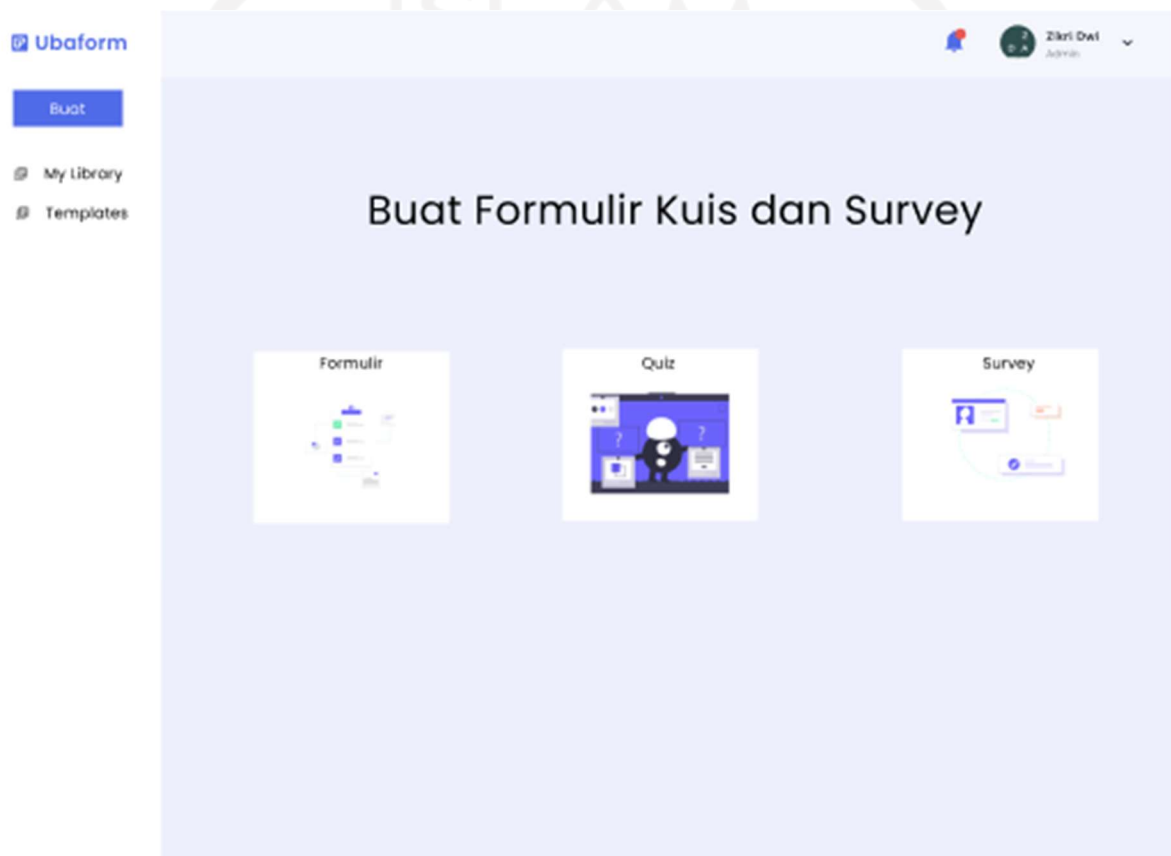 Ubaform
Zikri Dwi
Admin
Buat
My Library
Templates
Buat Formulir Kuis dan Survey
Formulir
Quiz
Survey
? ?